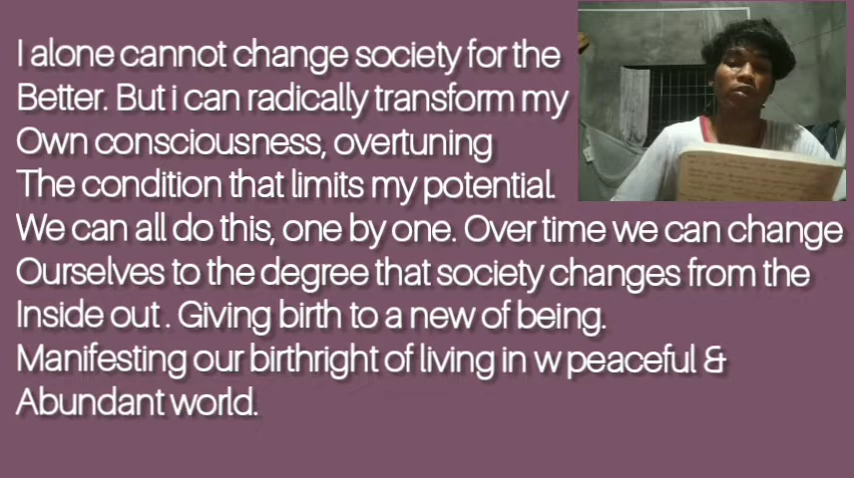 I alone cannot change society for the
Better. But i can radically transform my
Own consciousness, overtuning
The condition that limits my potential.
We can all do this, one by one. Over time we can change
Ourselves to the degree that society changes from the
Inside out . Giving birth to a new of being.
Manifesting our birthright of living in w peaceful &
Abundant world.